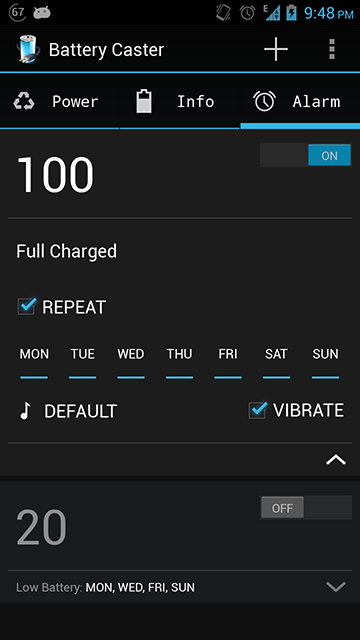 67 9:48 PM
Battery Caster
Power Info Alarm
100 ON
Full Charged
REPEAT
MON TUE WED THU FRI SAT SUN
DEFAULT VIBRATE
20 OFF
Low Battery: MON, WED, FRI, SUN